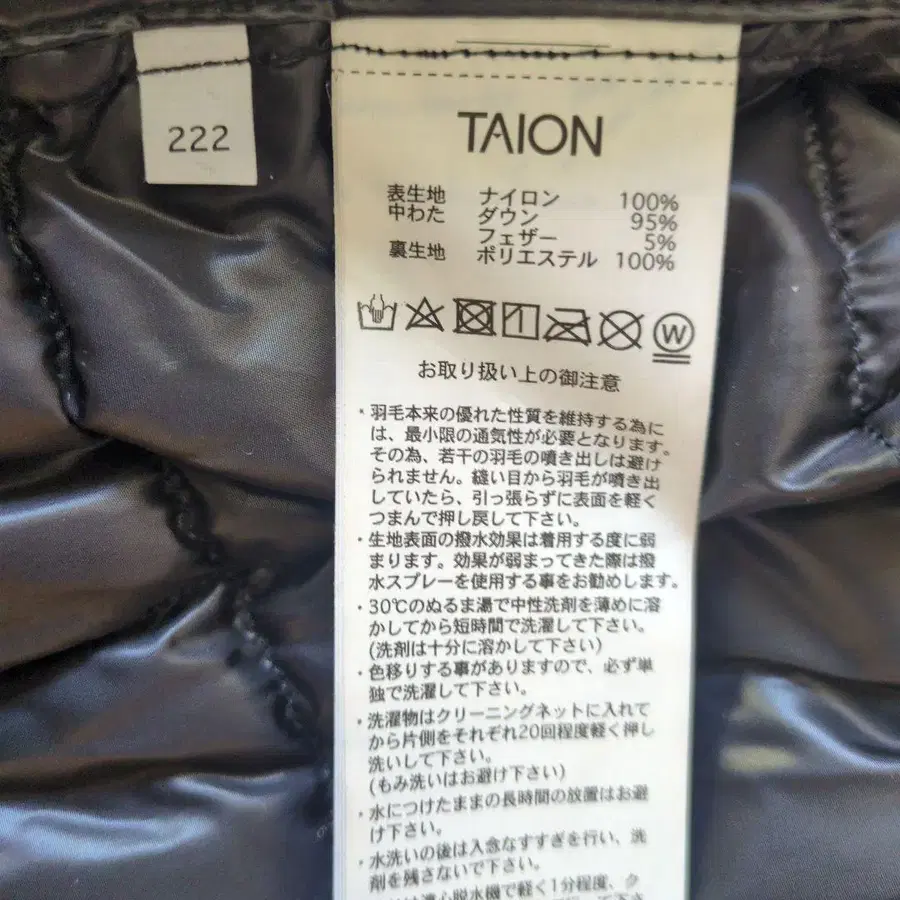 222
TAION
表生地 ナイロン 100%
中わた ダウン 95%
フェザー 5%
裏生地 ポリエステル 100%
W
お取り扱い上の御注意
・羽毛本来の優れた性質を維持する為に
は、最小限の通気性が必要となります。
その為、若干の羽毛の噴き出しは避け
られません。縫い目から羽毛が噴き出
していたら、引っ張らずに表面を軽く
つまんで押し戻して下さい。
・生地表面の撥水効果は着用する度に弱
まります。効果が弱まってきた際は撥
水スプレーを使用する事をお勧めします。
・30℃のぬるま湯で中性洗剤を薄めに溶
かしてから短時間で洗濯して下さい。
(洗剤は十分に溶かして下さい)
・色移りする事がありますので、必ず単
独で洗濯して下さい。
・洗濯物はクリーニングネットに入れて
から片側をそれぞれ20回程度軽く押し
洗いして下さい。
(もみ洗いはお避け下さい)
・水につけたままの長時間の放置はお避
け下さい。
・水洗いの後は入念なすすぎを行い、洗
剤を残さないで下さい。
遠心脱水機で軽く1分程度、ク